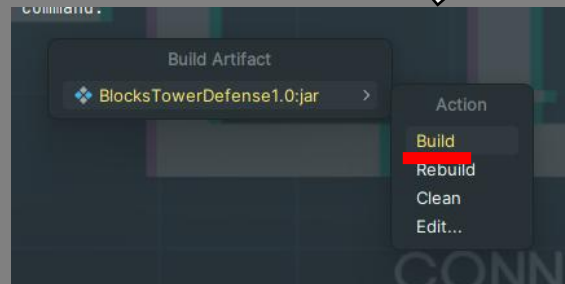 command:
Build Artifact
BlocksTowerDefense1.0:jar
Action
Build
Rebuild
Clean
Edit...
CONN